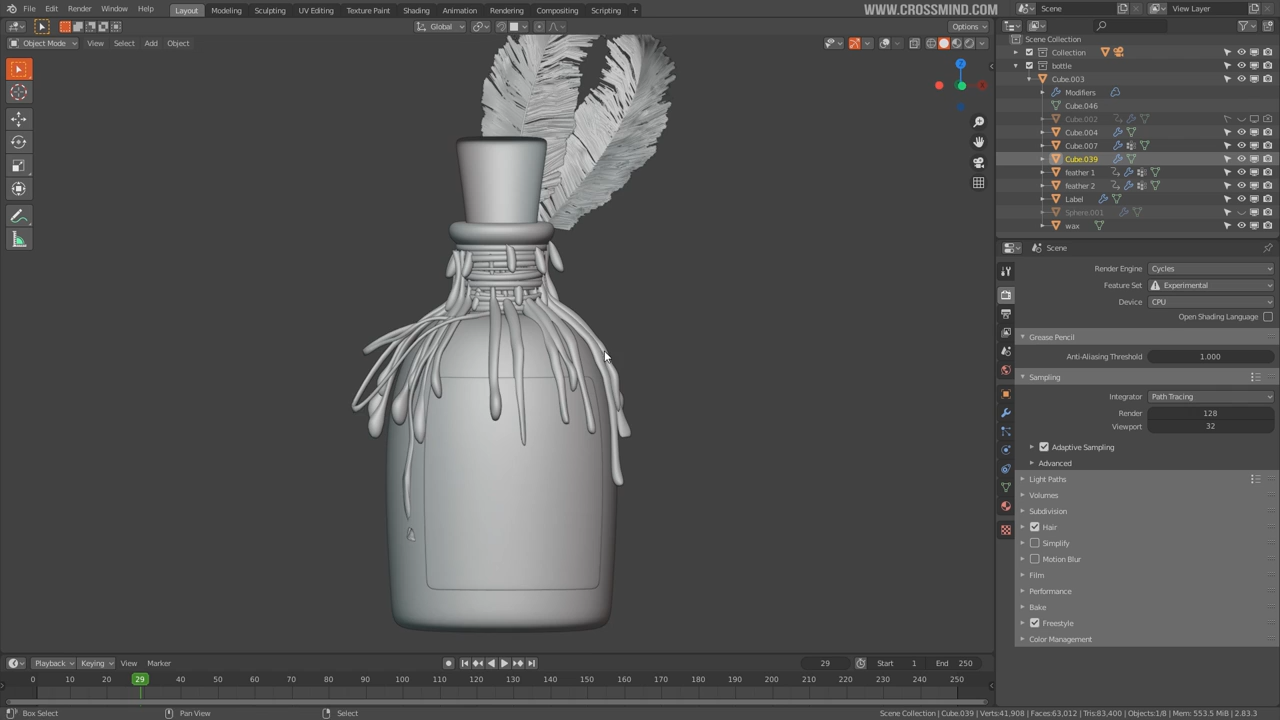 File Edit Render Window Help Layout Modeling Sculpting UV Editing Texture Paint Shading Animation Rendering Compositing Scripting + WWW.CROSSMIND.COM Scene View Layer
Global Options
Object Mode View Select Add Object
Z
Scene Collection
Collection
bottle
Cube.003
Modifiers
Cube.046
Cube.002
Cube.004
Cube.007
Cube.039
feather 1
feather 2
Label
Sphere.001
wax
Scene
Render Engine Cycles
Feature Set Experimental
Device CPU
Open Shading Language
Grease Pencil
Anti-Aliasing Threshold 1.000
Sampling
Integrator Path Tracing
Render 128
Viewport 32
Adaptive Sampling
Advanced
Light Paths
Volumes
Subdivision
Hair
Simplify
Motion Blur
Film
Performance
Bake
Freestyle
Color Management
Playback Keying View Marker 29 Start 1 End 250
0 10 20 29 40 50 60 70 80 90 100 110 120 130 140 150 160 170 180 190 200 210 220 230 240 250
Box Select Pan View Select Scene Collection | Cube.039 | Verts:41,908 | Faces:63,012 | Tris:83,400 | Objects:1/8 | Mem: 553.5 MiB | 2.83.3